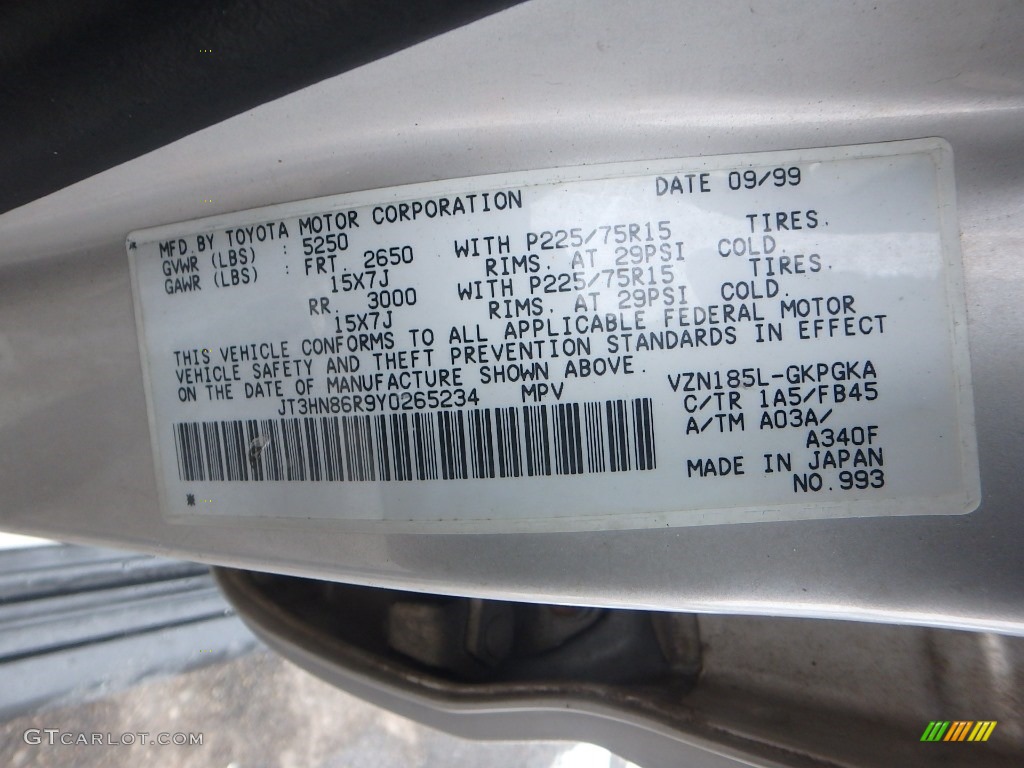 MFD. BY TOYOTA MOTOR CORPORATION DATE 09/99
GVWR (LBS) : 5250
GAWR (LBS) : FRT 2650 WITH P225/75R15 TIRES.
15X7J RIMS. AT 29PSI COLD.
RR. 3000 WITH P225/75R15 TIRES.
15X7J RIMS. AT 29PSI COLD.
THIS VEHICLE CONFORMS TO ALL APPLICABLE FEDERAL MOTOR
VEHICLE SAFETY AND THEFT PREVENTION STANDARDS IN EFFECT
ON THE DATE OF MANUFACTURE SHOWN ABOVE.
JT3HN86R9Y0265234 MPV
VZN185L-GKPGKA
C/TR 1A5/FB45
A/TM A03A/
A340F
MADE IN JAPAN
NO.993
GTCARLOT.COM